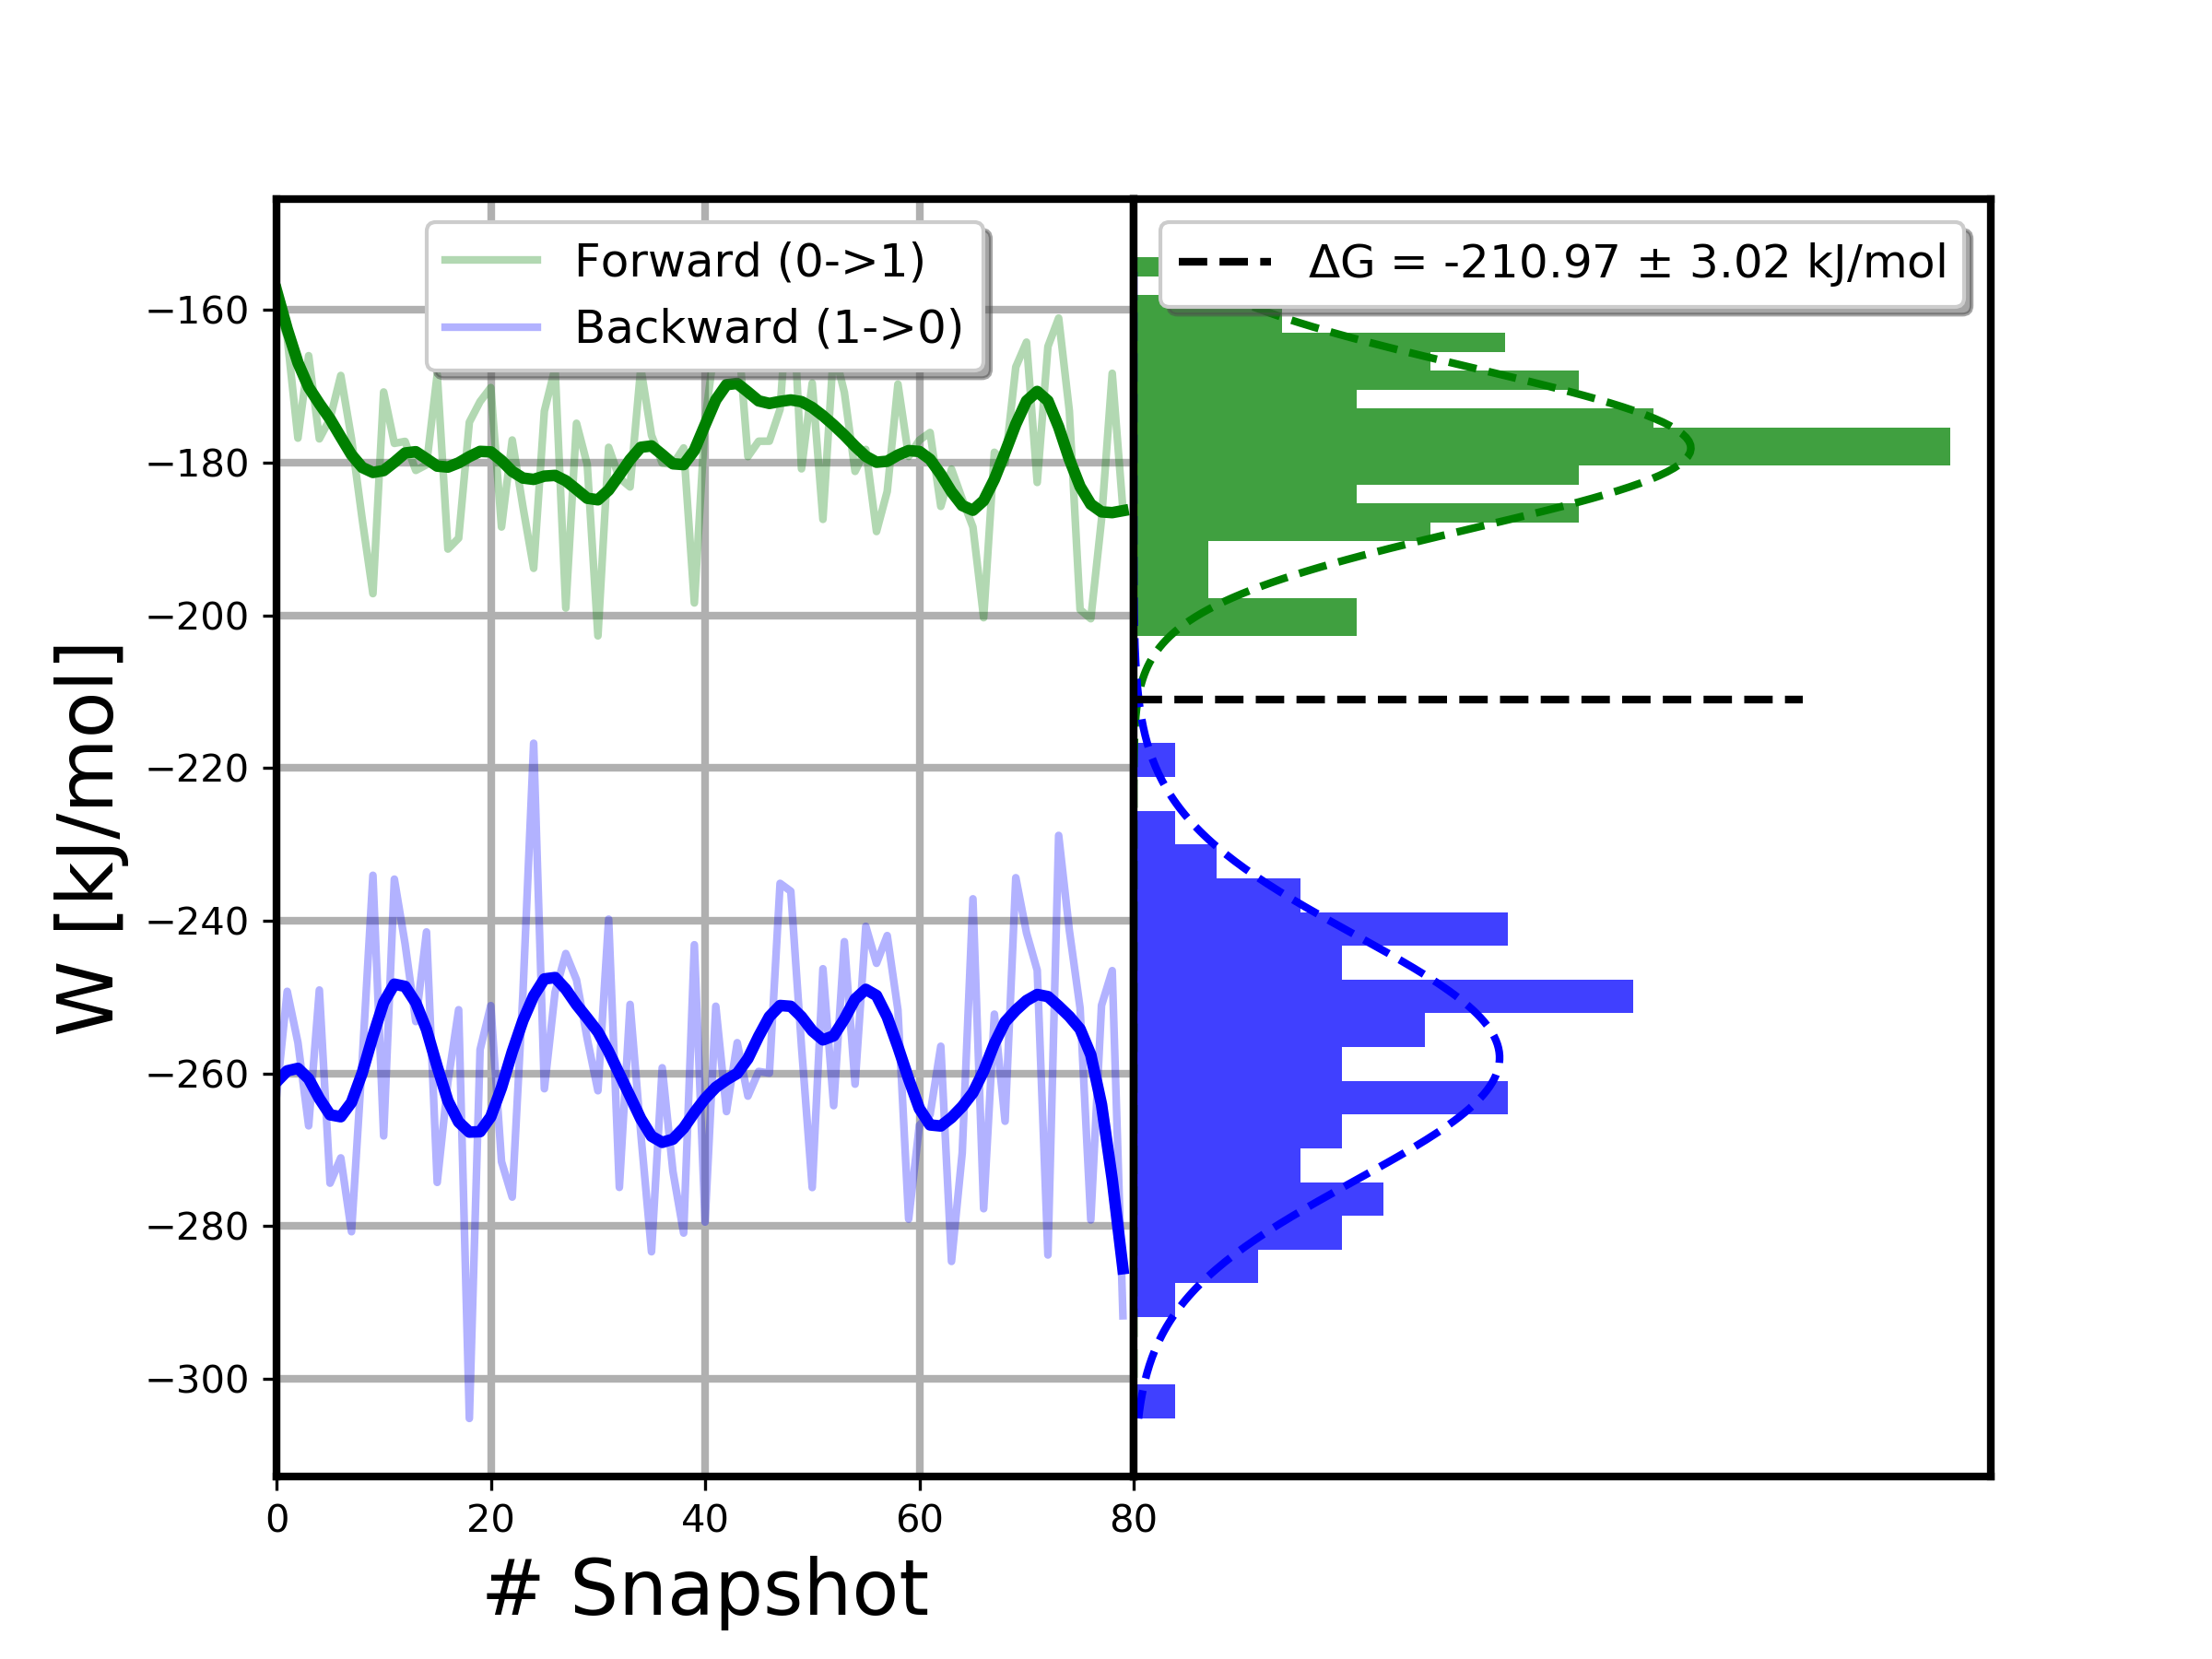 Forward (0->1)
Backward (1->0)
ΔG = -210.97 ± 3.02 kJ/mol
W [kJ/mol]
−160
−180
−200
−220
−240
−260
−280
−300
0 20 40 60 80
# Snapshot